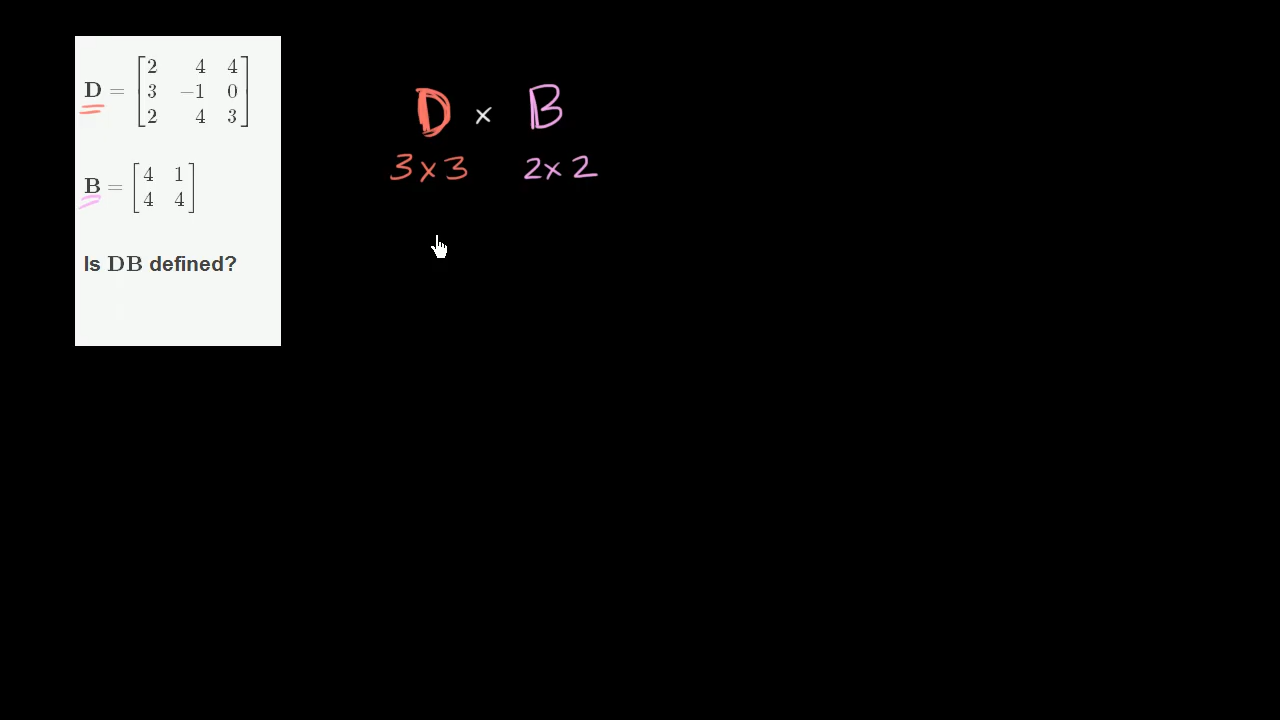 D = [2 4 4
3 −1 0
2 4 3]
B = [4 1
4 4]
Is DB defined?
D × B
3 × 3 2 × 2